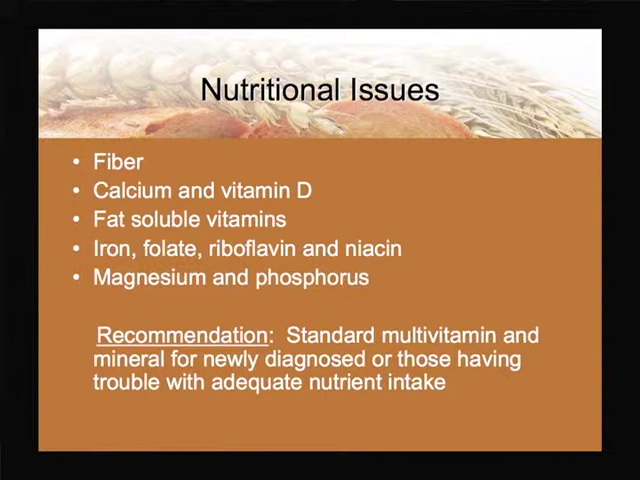 Nutritional Issues
• Fiber
• Calcium and vitamin D
• Fat soluble vitamins
• Iron, folate, riboflavin and niacin
• Magnesium and phosphorus
Recommendation: Standard multivitamin and
mineral for newly diagnosed or those having
trouble with adequate nutrient intake